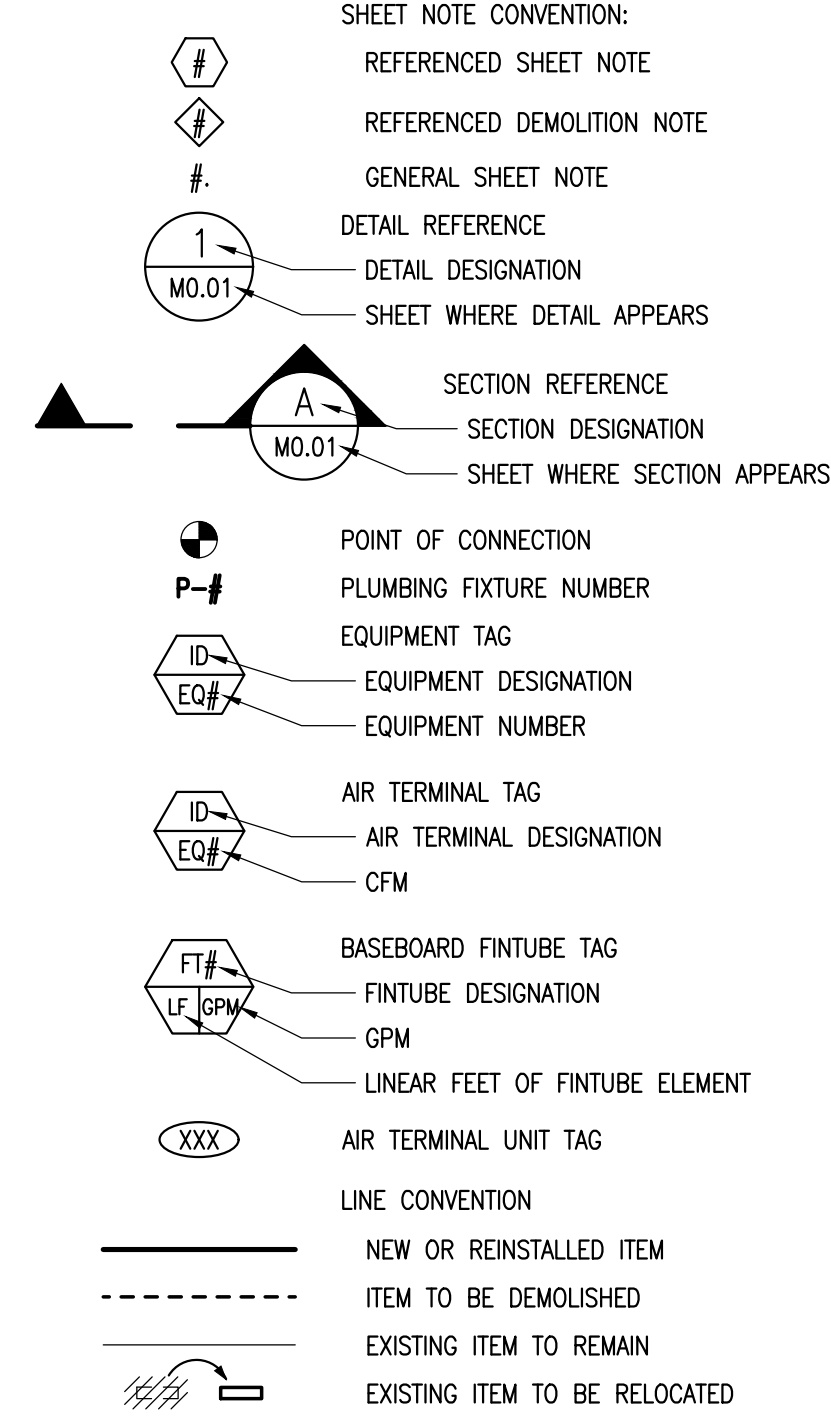 SHEET NOTE CONVENTION:
# REFERENCED SHEET NOTE
# REFERENCED DEMOLITION NOTE
#. GENERAL SHEET NOTE
DETAIL REFERENCE
1 DETAIL DESIGNATION
M0.01 SHEET WHERE DETAIL APPEARS
SECTION REFERENCE
A SECTION DESIGNATION
M0.01 SHEET WHERE SECTION APPEARS
POINT OF CONNECTION
P-# PLUMBING FIXTURE NUMBER
EQUIPMENT TAG
ID EQUIPMENT DESIGNATION
EQ# EQUIPMENT NUMBER
AIR TERMINAL TAG
ID AIR TERMINAL DESIGNATION
EQ# CFM
BASEBOARD FINTUBE TAG
FT# FINTUBE DESIGNATION
LF GPM
GPM
LINEAR FEET OF FINTUBE ELEMENT
XXX AIR TERMINAL UNIT TAG
LINE CONVENTION
NEW OR REINSTALLED ITEM
ITEM TO BE DEMOLISHED
EXISTING ITEM TO REMAIN
EXISTING ITEM TO BE RELOCATED